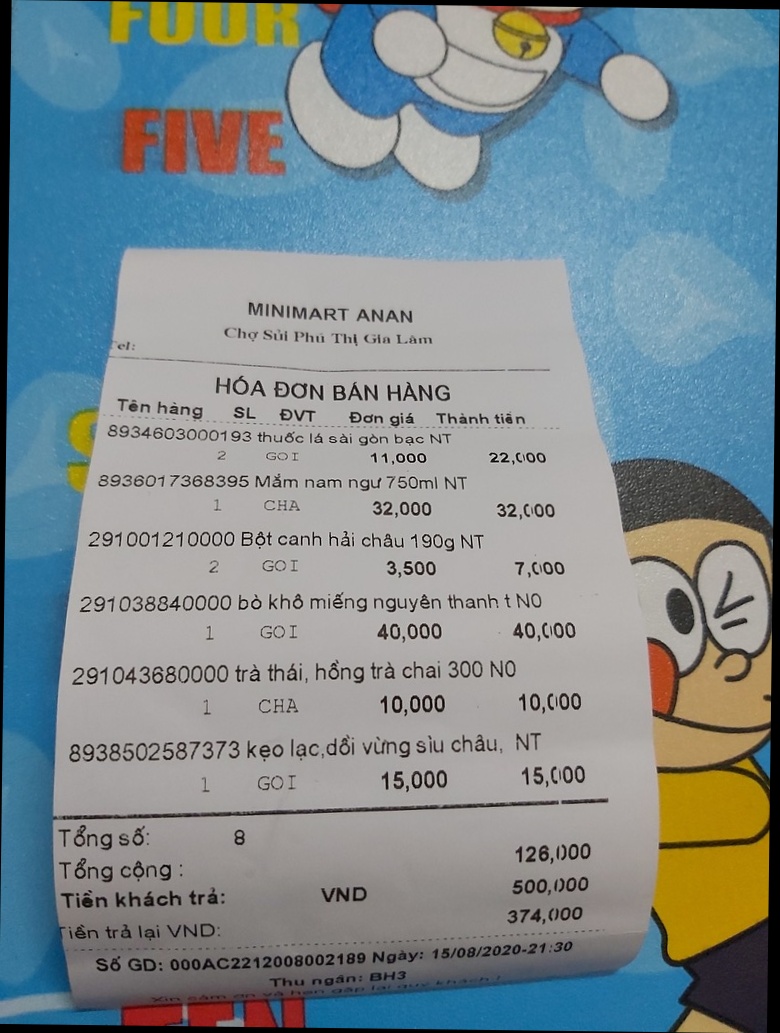 FOUR
FIVE
MINIMART ANAN
Chợ Sủi Phú Thị Gia Lâm
Tel:
HÓA ĐƠN BÁN HÀNG
Tên hàng SL ĐVT Đơn giá Thành tiền
8934603000193 thuốc lá sài gòn bạc NT
2 GOI 11,000 22,000
8936017368395 Mắm nam ngư 750ml NT
1 CHA 32,000 32,000
291001210000 Bột canh hải châu 190g NT
2 GOI 3,500 7,000
291038840000 bò khô miếng nguyên thanh t N0
1 GOI 40,000 40,000
291043680000 trà thái, hồng trà chai 300 N0
1 CHA 10,000 10,000
8938502587373 kẹo lạc,dồi vừng sìu châu, NT
1 GOI 15,000 15,000
Tổng số: 8
Tổng cộng : 126,000
Tiền khách trả: VND 500,000
Tiền trả lại VND: 374,000
Số GD: 000AC2212008002189 Ngày: 15/08/2020-21:30
Thu ngân: BH3
Xin cảm ơn và hẹn gặp lại quý khách !